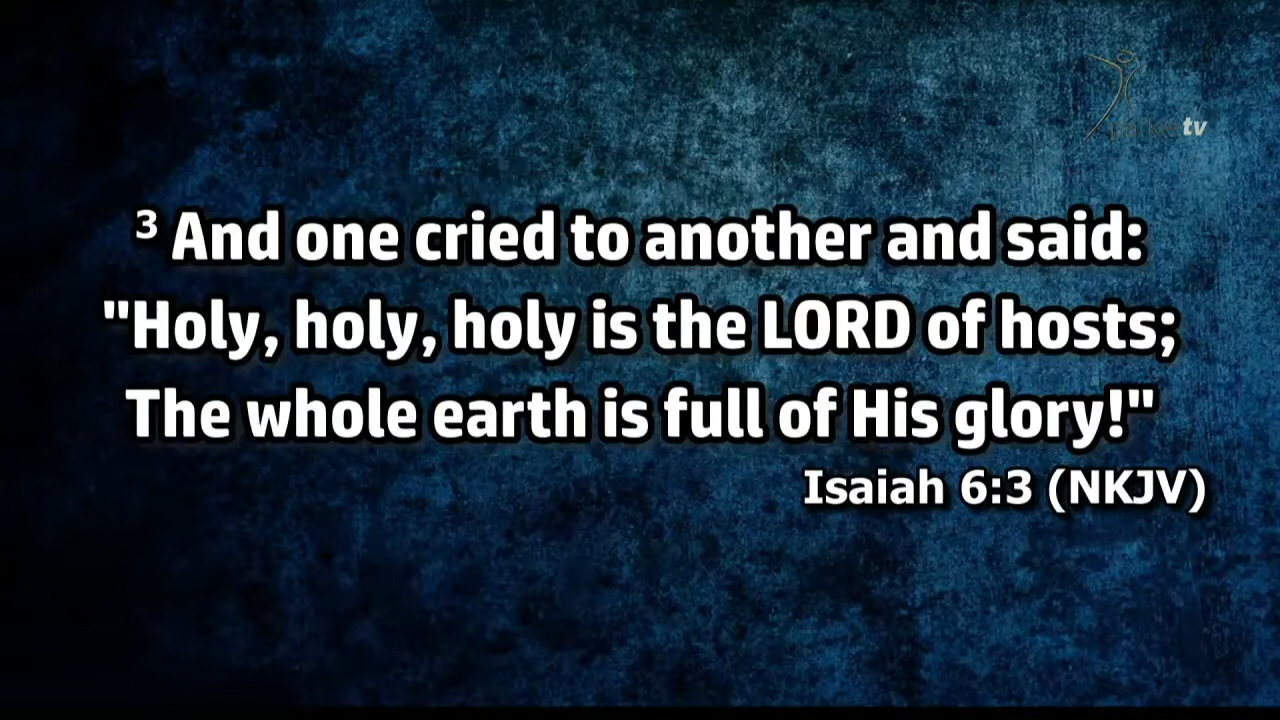 tv
³ And one cried to another and said:
"Holy, holy, holy is the LORD of hosts;
The whole earth is full of His glory!"
Isaiah 6:3 (NKJV)